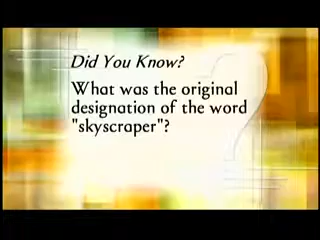 Did You Know?
What was the original
designation of the word
"skyscraper"?